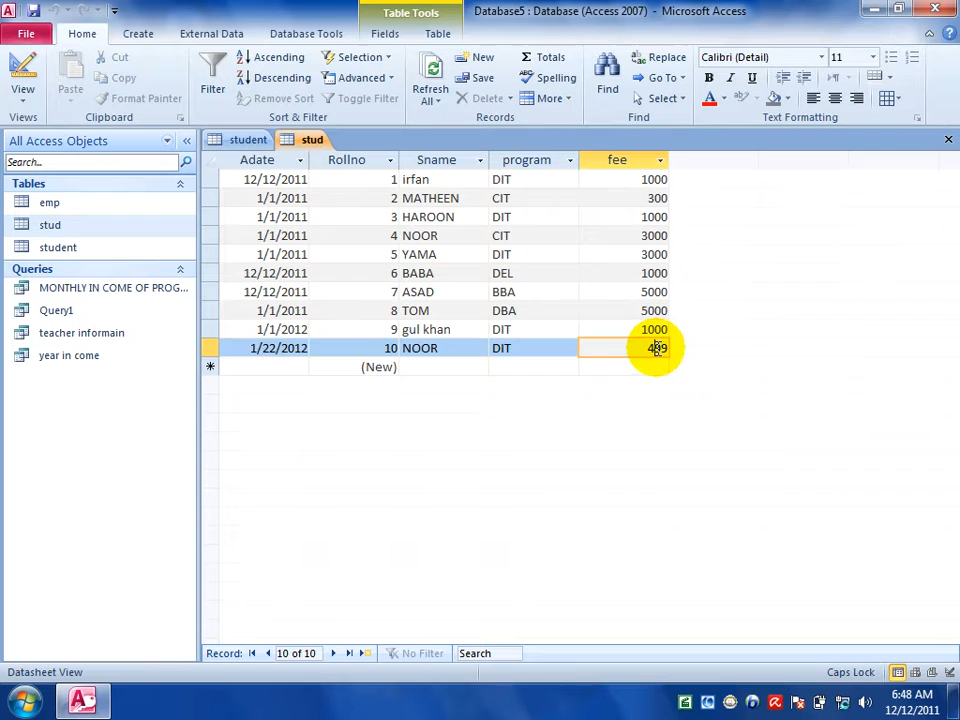 Table Tools
Database5 : Database (Access 2007) - Microsoft Access
File Home Create External Data Database Tools Fields Table
View
Views
Paste
Cut
Copy
Format Painter
Clipboard
Filter
Ascending
Descending
Remove Sort
Selection
Advanced
Toggle Filter
Sort & Filter
Refresh
All
New
Save
Delete
Totals
Spelling
More
Records
Find
Replace
Go To
Select
Find
Calibri (Detail) 11
B I U
A
Text Formatting
All Access Objects
Search...
Tables
emp
stud
student
Queries
MONTHLY IN COME OF PROG...
Query1
teacher informain
year in come
student stud
Adate Rollno Sname program fee
12/12/2011 1 irfan DIT 1000
1/1/2011 2 MATHEEN CIT 300
1/1/2011 3 HAROON DIT 1000
1/1/2011 4 NOOR CIT 3000
1/1/2011 5 YAMA DIT 3000
12/12/2011 6 BABA DEL 1000
12/12/2011 7 ASAD BBA 5000
1/1/2011 8 TOM DBA 5000
1/1/2012 9 gul khan DIT 1000
1/22/2012 10 NOOR DIT
(New)
Record: 10 of 10 No Filter Search
Datasheet View
Caps Lock
6:48 AM
12/12/2011